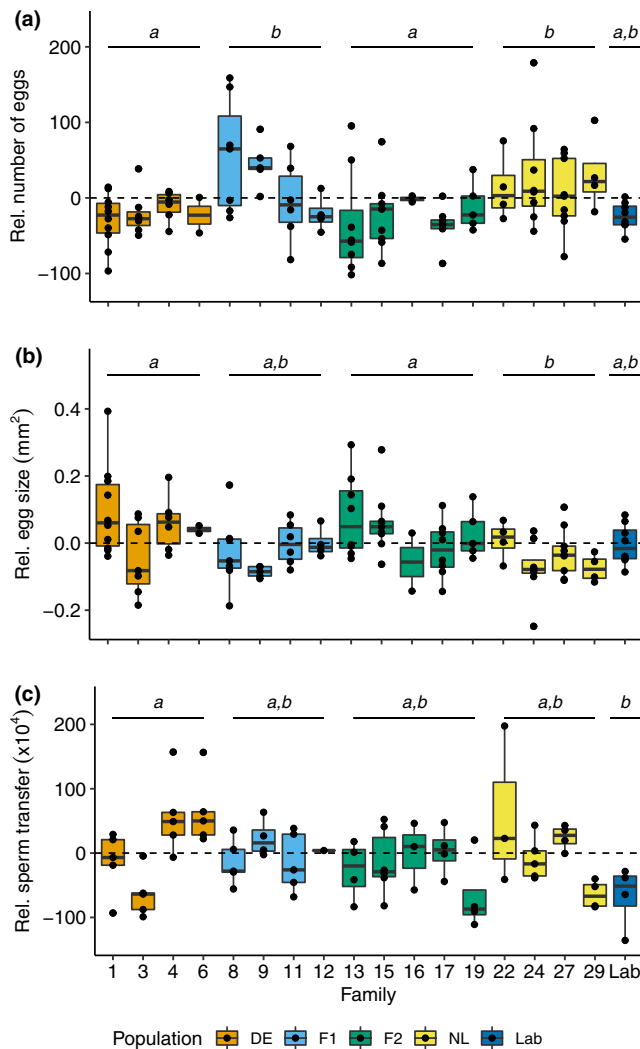 (a)
a b a b a,b
Rel. number of eggs
200
100
0
−100
(b)
a a,b a b a,b
Rel. egg size (mm²)
0.4
0.2
0.0
−0.2
(c)
a a,b a,b a,b b
Rel. sperm transfer (x10⁴)
200
100
0
−100
1 3 4 6 8 9 11 12 13 15 16 17 19 22 24 27 29 Lab
Family
Population DE F1 F2 NL Lab